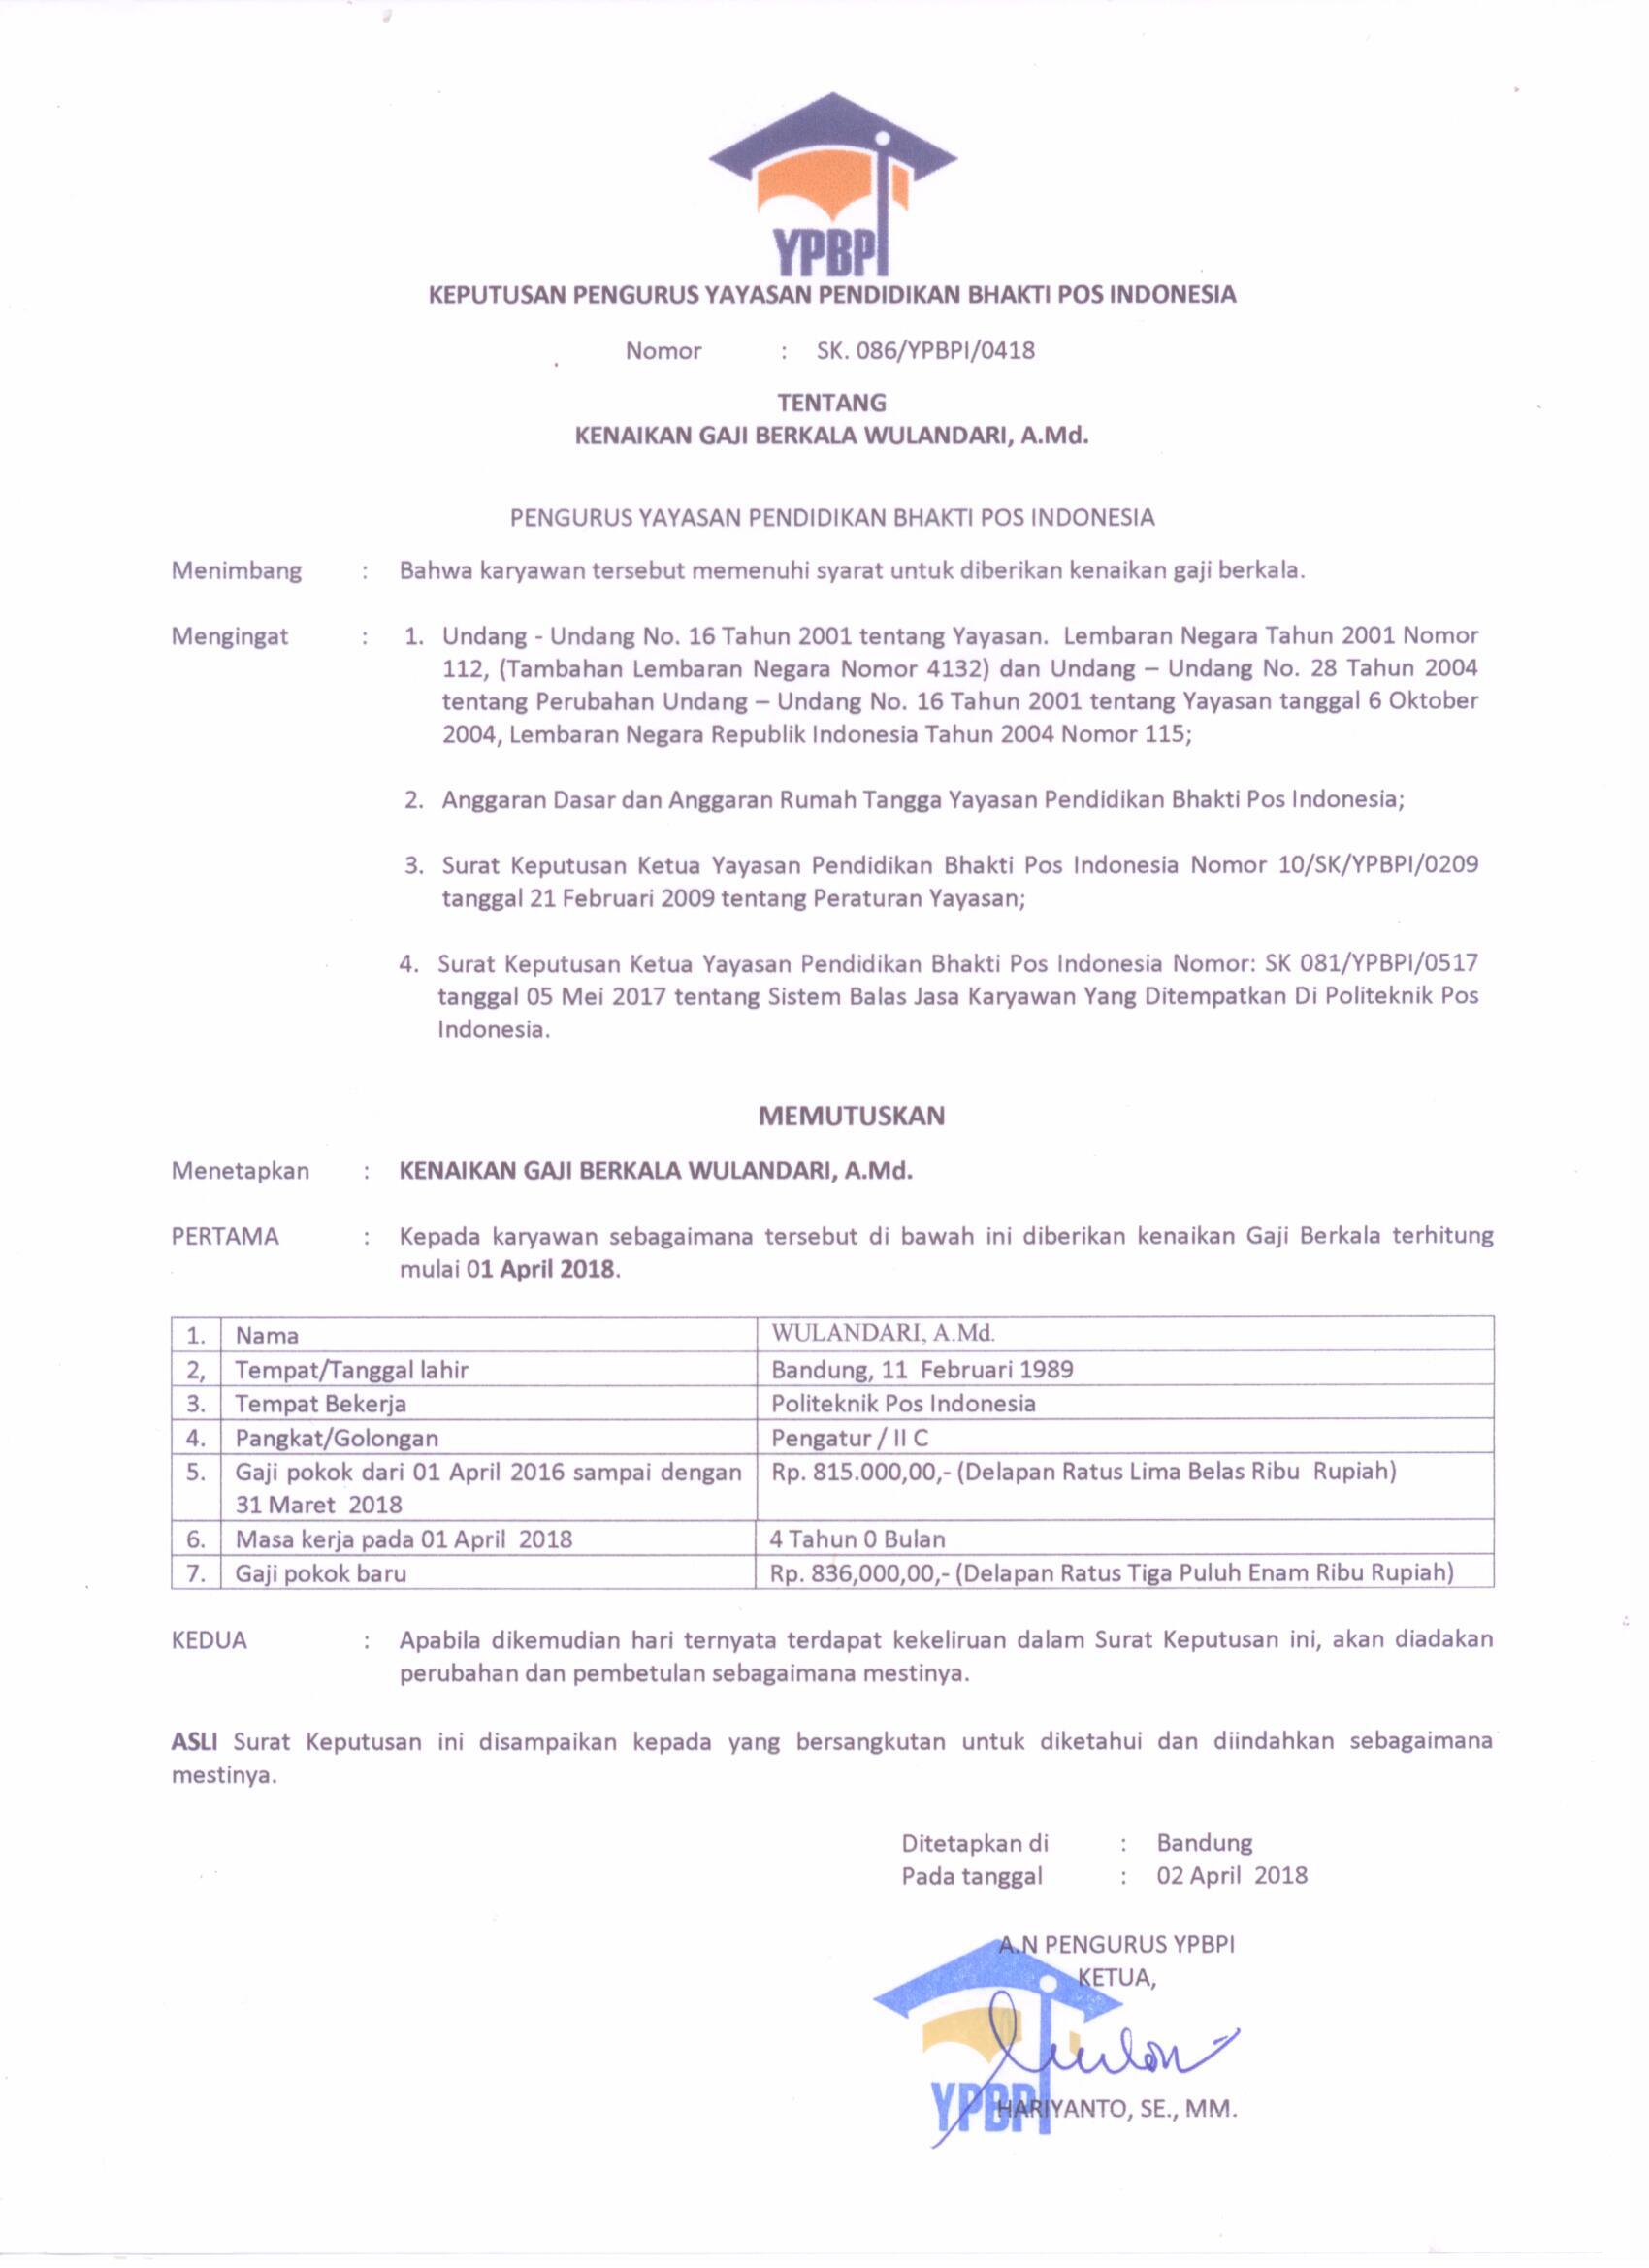 YPBPI
KEPUTUSAN PENGURUS YAYASAN PENDIDIKAN BHAKTI POS INDONESIA
Nomor : SK. 086/YPBPI/0418
TENTANG
KENAIKAN GAJI BERKALA WULANDARI, A.Md.
PENGURUS YAYASAN PENDIDIKAN BHAKTI POS INDONESIA
Menimbang : Bahwa karyawan tersebut memenuhi syarat untuk diberikan kenaikan gaji berkala.
Mengingat : 1. Undang - Undang No. 16 Tahun 2001 tentang Yayasan. Lembaran Negara Tahun 2001 Nomor
112, (Tambahan Lembaran Negara Nomor 4132) dan Undang – Undang No. 28 Tahun 2004
tentang Perubahan Undang – Undang No. 16 Tahun 2001 tentang Yayasan tanggal 6 Oktober
2004, Lembaran Negara Republik Indonesia Tahun 2004 Nomor 115;
2. Anggaran Dasar dan Anggaran Rumah Tangga Yayasan Pendidikan Bhakti Pos Indonesia;
3. Surat Keputusan Ketua Yayasan Pendidikan Bhakti Pos Indonesia Nomor 10/SK/YPBPI/0209
tanggal 21 Februari 2009 tentang Peraturan Yayasan;
4. Surat Keputusan Ketua Yayasan Pendidikan Bhakti Pos Indonesia Nomor: SK 081/YPBPI/0517
tanggal 05 Mei 2017 tentang Sistem Balas Jasa Karyawan Yang Ditempatkan Di Politeknik Pos
Indonesia.
MEMUTUSKAN
Menetapkan : KENAIKAN GAJI BERKALA WULANDARI, A.Md.
PERTAMA : Kepada karyawan sebagaimana tersebut di bawah ini diberikan kenaikan Gaji Berkala terhitung
mulai 01 April 2018.
1. Nama WULANDARI, A.Md.
2, Tempat/Tanggal lahir Bandung, 11 Februari 1989
3. Tempat Bekerja Politeknik Pos Indonesia
4. Pangkat/Golongan Pengatur / II C
5. Gaji pokok dari 01 April 2016 sampai dengan Rp. 815.000,00,- (Delapan Ratus Lima Belas Ribu Rupiah)
31 Maret 2018
6. Masa kerja pada 01 April 2018 4 Tahun 0 Bulan
7. Gaji pokok baru Rp. 836,000,00,- (Delapan Ratus Tiga Puluh Enam Ribu Rupiah)
KEDUA : Apabila dikemudian hari ternyata terdapat kekeliruan dalam Surat Keputusan ini, akan diadakan
perubahan dan pembetulan sebagaimana mestinya.
ASLI Surat Keputusan ini disampaikan kepada yang bersangkutan untuk diketahui dan diindahkan sebagaimana
mestinya.
Ditetapkan di : Bandung
Pada tanggal : 02 April 2018
A.N PENGURUS YPBPI
KETUA,
YPBPI
HARIYANTO, SE., MM.